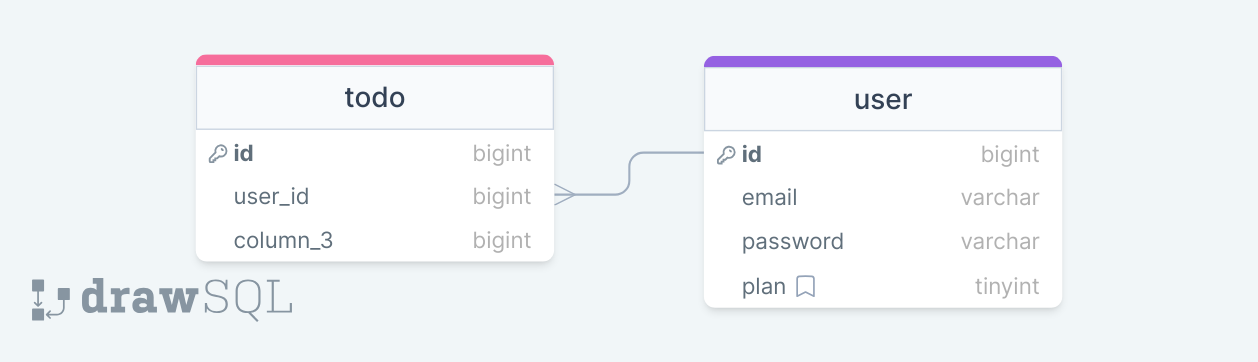 todo
id bigint
user_id bigint
column_3 bigint
user
id bigint
email varchar
password varchar
plan tinyint
drawSQL